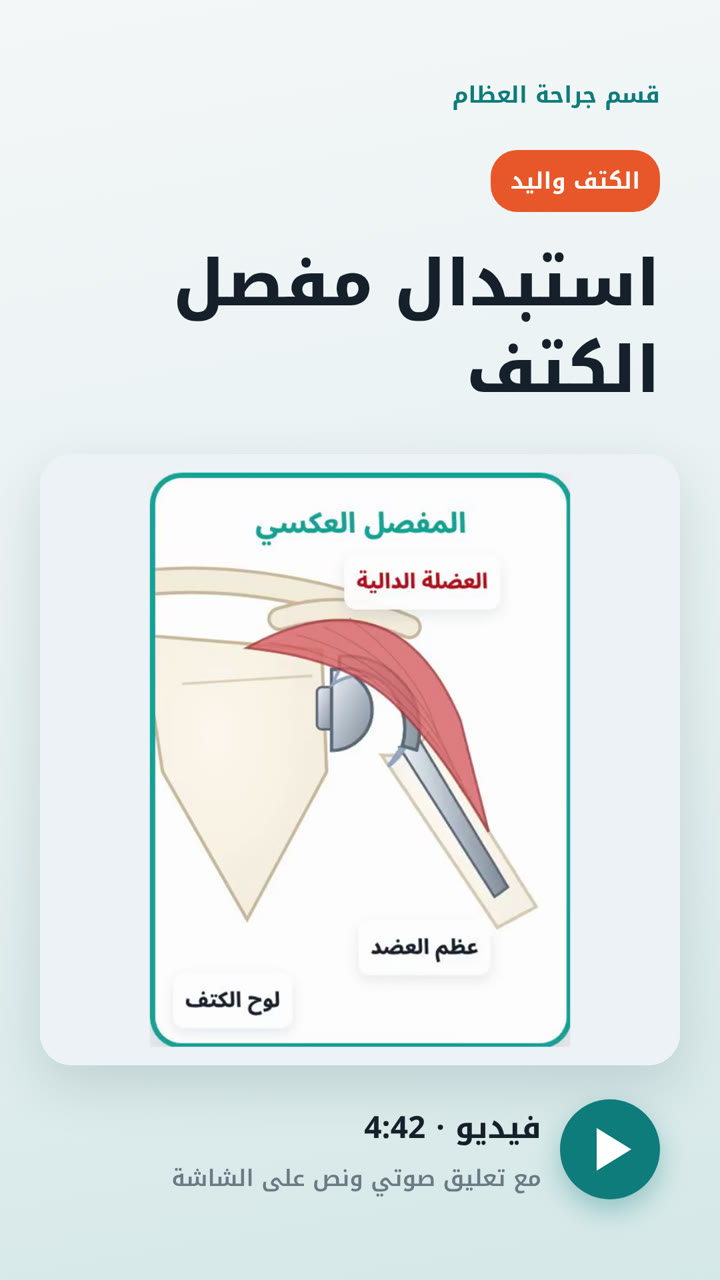 قسم جراحة العظام
الكتف واليد
استبدال مفصل
الكتف
المفصل العكسي
العضلة الدالية
عظم العضد
لوح الكتف
فيديو · 4:42
مع تعليق صوتي ونص على الشاشة